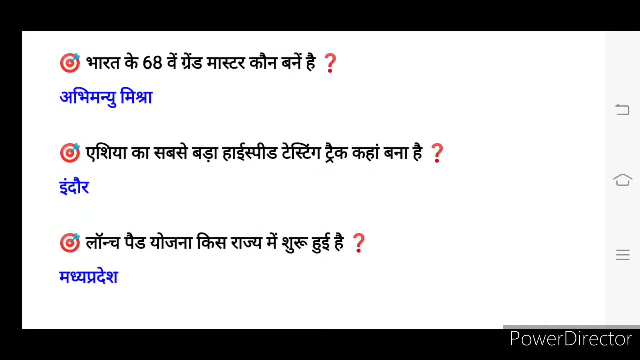 🎯 भारत के 68 वें ग्रेंड मास्टर कौन बनें है ❓
अभिमन्यु मिश्रा
🎯 एशिया का सबसे बड़ा हाईस्पीड टेस्टिंग ट्रैक कहां बना है ❓
इंदौर
🎯 लॉन्च पैड योजना किस राज्य में शुरू हुई है ❓
मध्यप्रदेश
PowerDirector